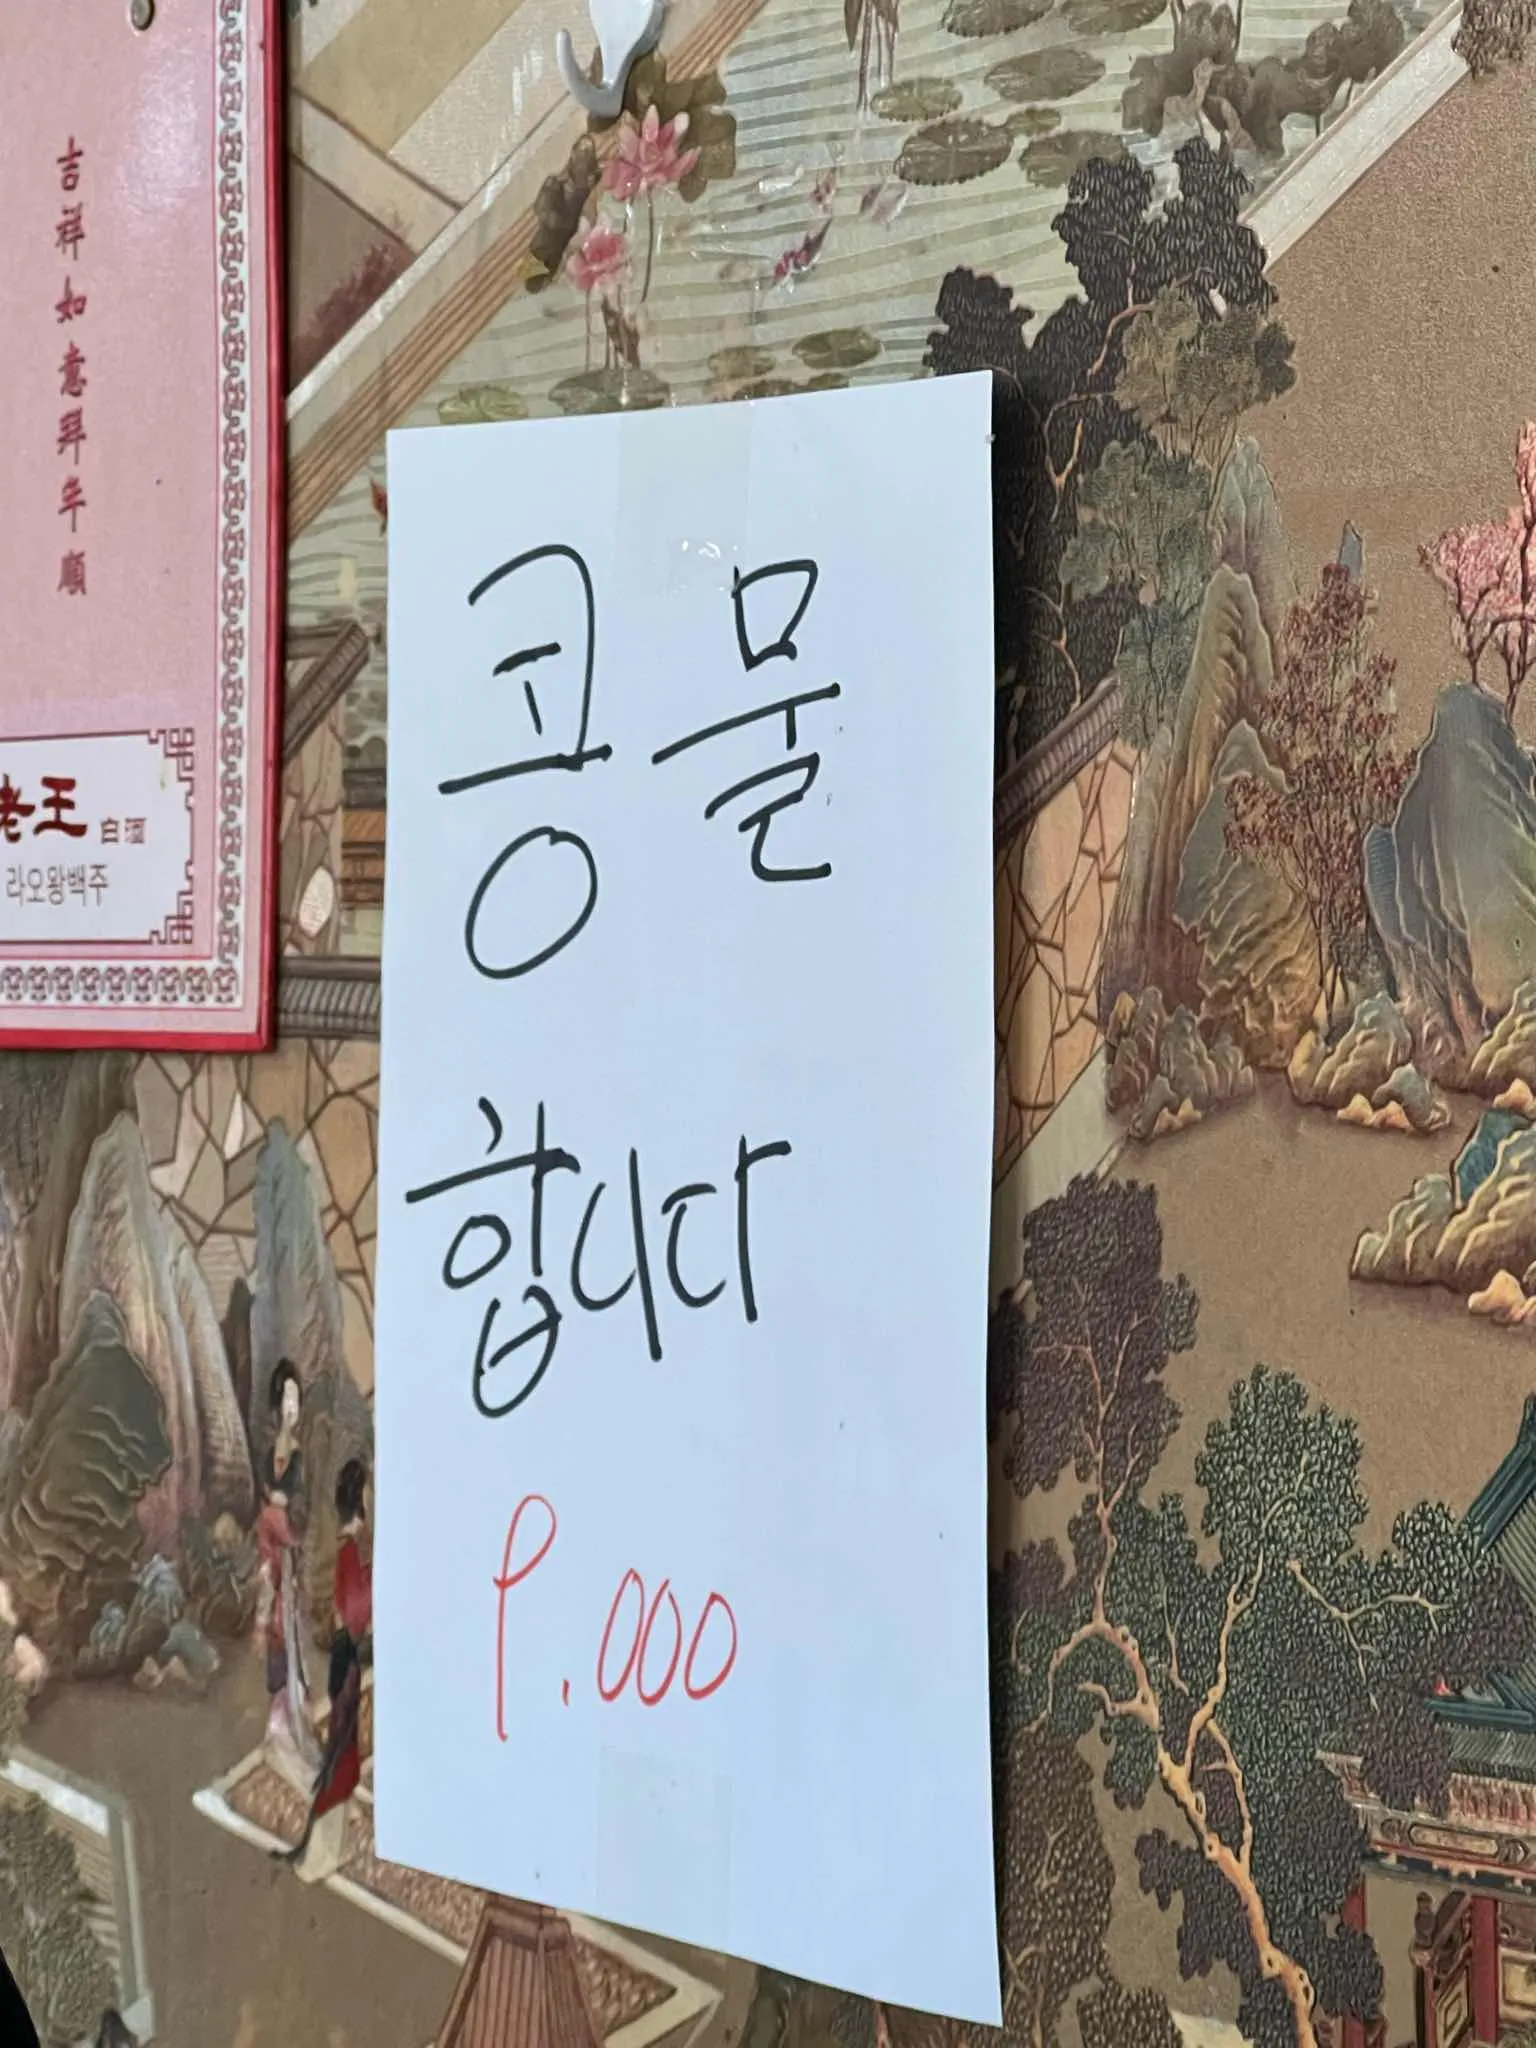 吉祥如意拜年順
老王 白酒
라오왕백주
콩물
합니다
9.000